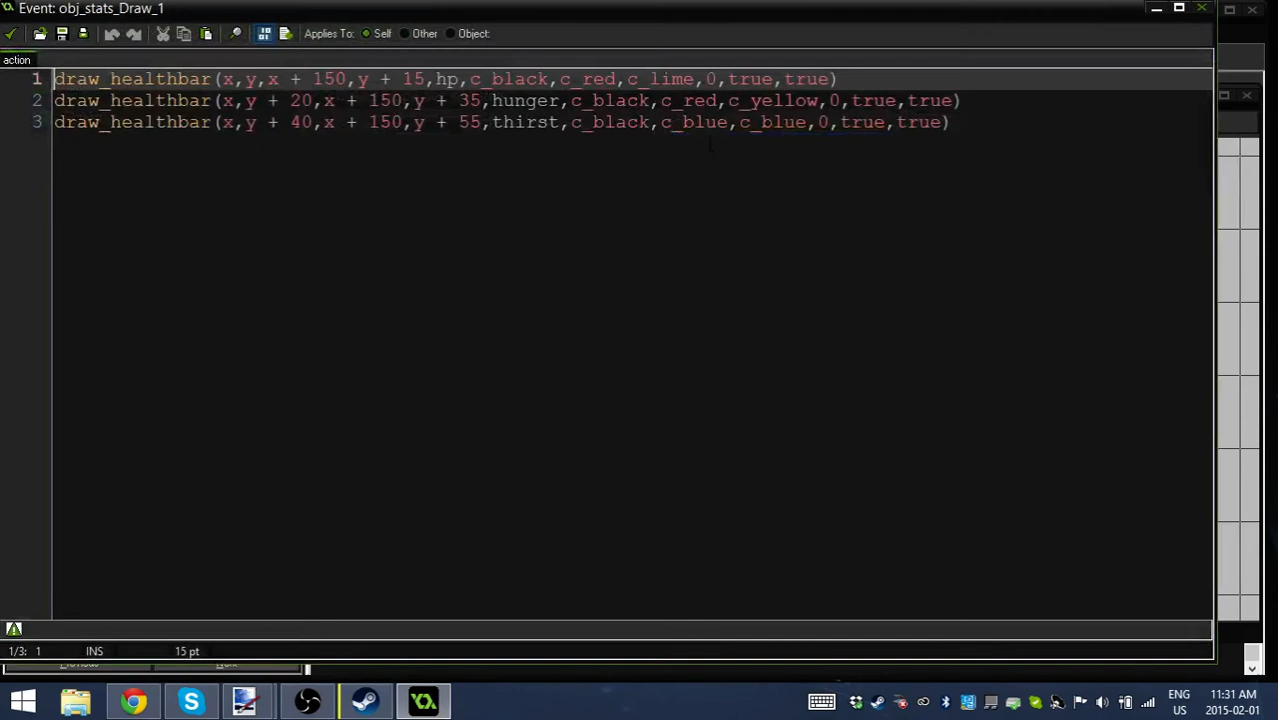 Event: obj_stats_Draw_1
Applies To: Self Other Object:
action
1 draw_healthbar(x,y,x + 150,y + 15,hp,c_black,c_red,c_lime,0,true,true)
2 draw_healthbar(x,y + 20,x + 150,y + 35,hunger,c_black,c_red,c_yellow,0,true,true)
3 draw_healthbar(x,y + 40,x + 150,y + 55,thirst,c_black,c_blue,c_blue,0,true,true)
1/3: 1 INS 15 pt
ENG 11:31 AM
US 2015-02-01